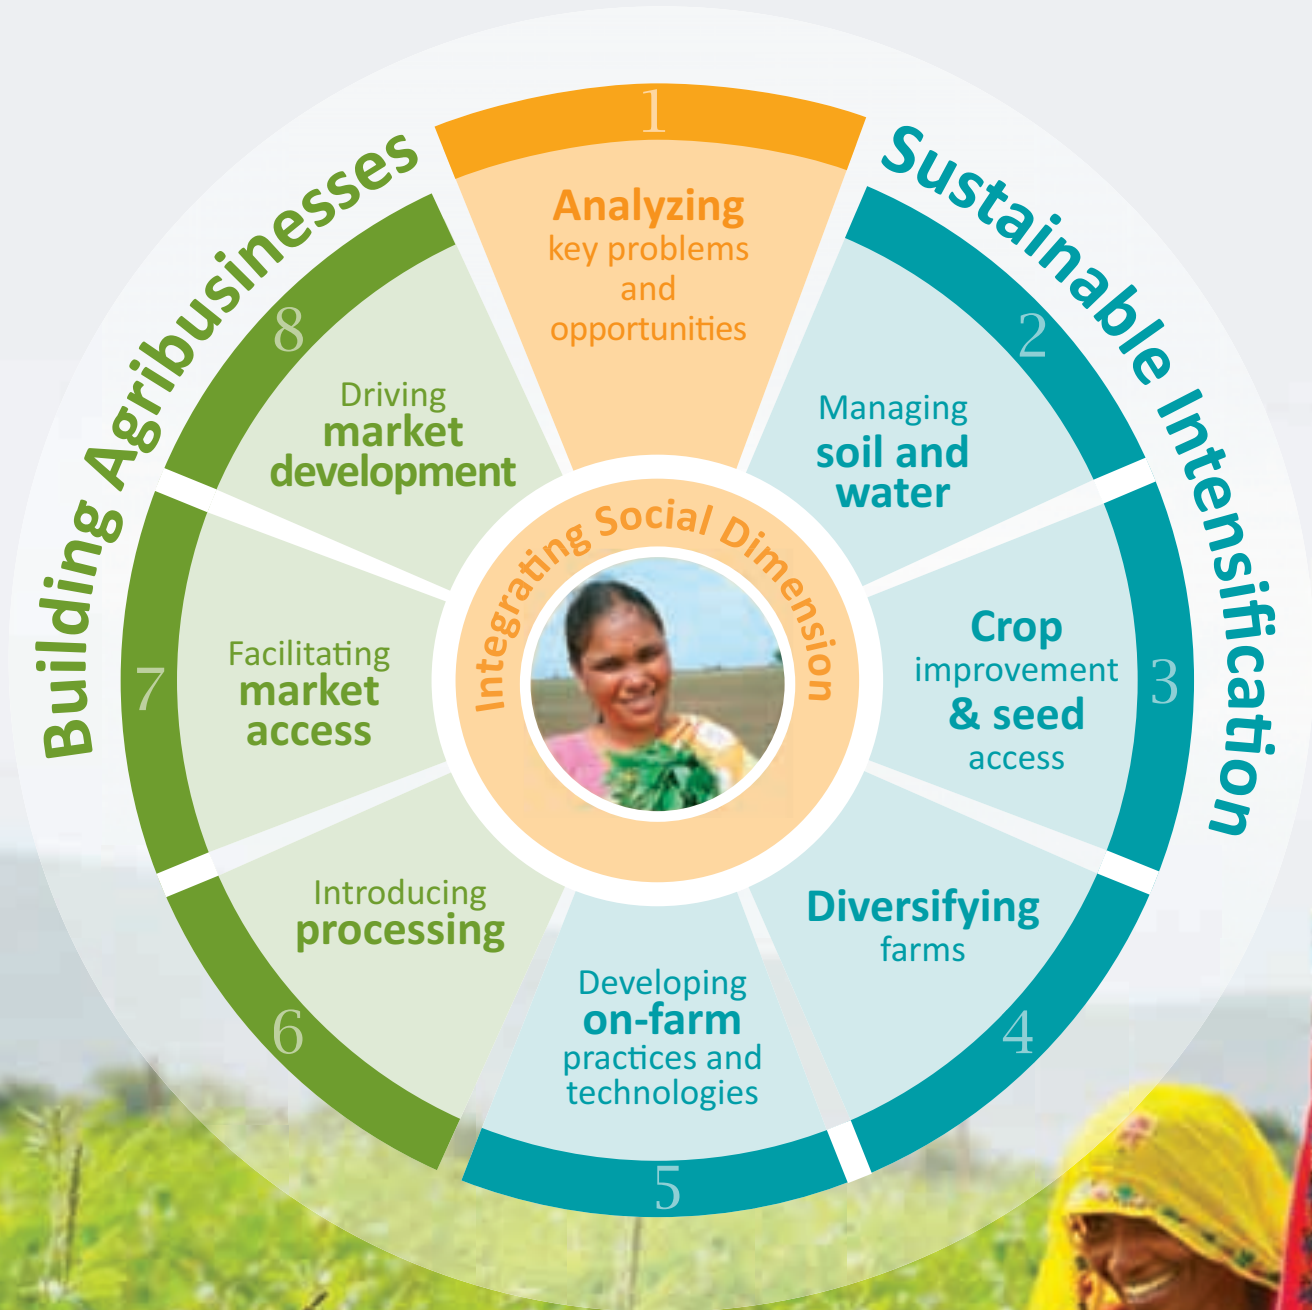 1
Analyzing
key problems
and
opportunities
Sustainable Intensification
2
Managing
soil and
water
3
Crop
improvement
& seed
access
4
Diversifying
farms
5
Developing
on-farm
practices and
technologies
Building Agribusinesses
6
Introducing
processing
7
Facilitating
market
access
8
Driving
market
development
Integrating Social Dimension